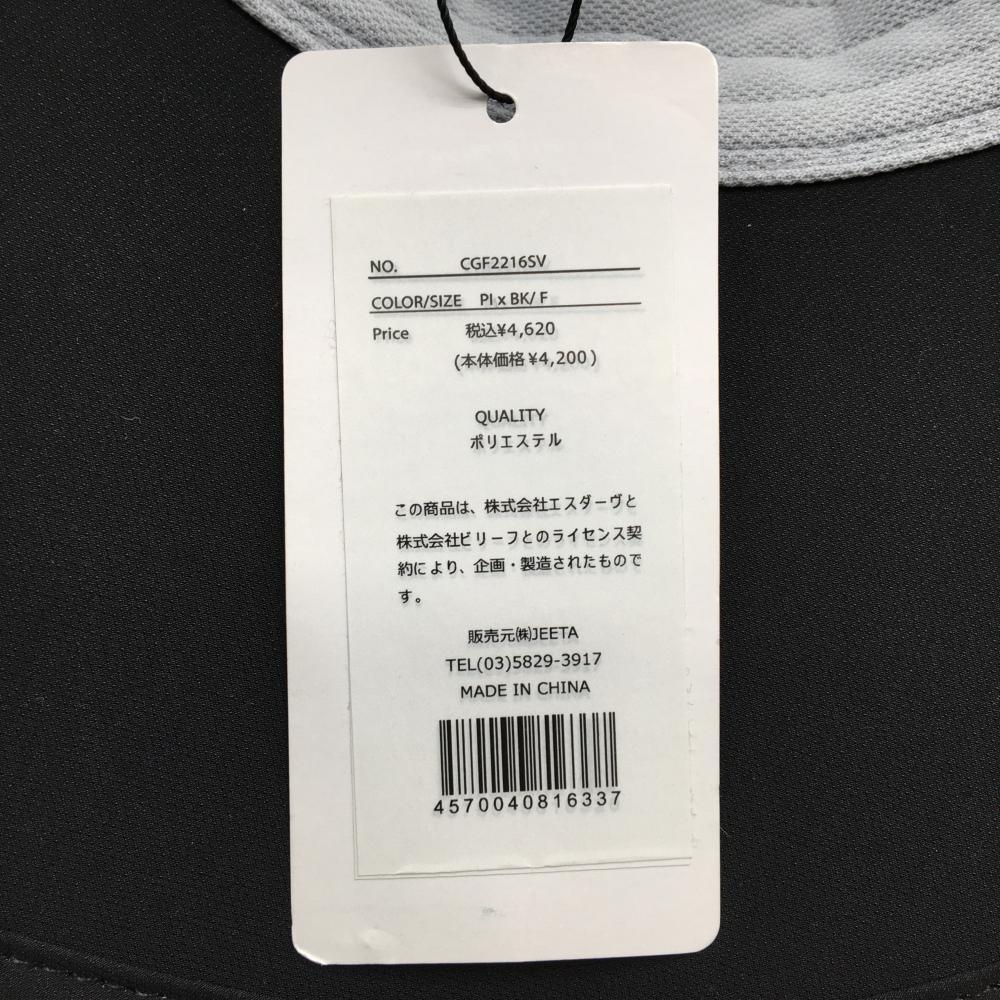 NO. CGF2216SV
COLOR/SIZE PI x BK/ F
Price 税込¥4,620
(本体価格¥4,200)
QUALITY
ポリエステル
この商品は、株式会社エスダーヴと
株式会社ビリーフとのライセンス契
約により、企画・製造されたもので
す。
販売元㈱JEETA
TEL(03)5829-3917
MADE IN CHINA
4570040816337